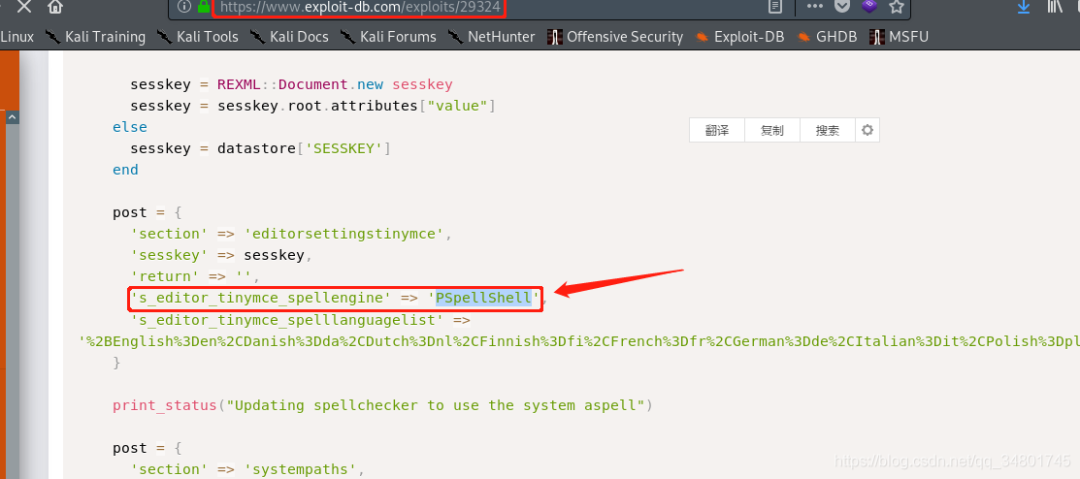 https://www.exploit-db.com/exploits/29324
Linux Kali Training Kali Tools Kali Docs Kali Forums NetHunter Offensive Security Exploit-DB GHDB MSFU
sesskey = REXML::Document.new sesskey
sesskey = sesskey.root.attributes["value"]
else
翻译 复制 搜索
sesskey = datastore['SESSKEY']
end
post = {
'section' => 'editorsettingstinymce',
'sesskey' => sesskey,
'return' => '',
's_editor_tinymce_spellengine' => 'PSpellShell',
's_editor_tinymce_spelllanguagelist' =>
'%2BEnglish%3Den%2CDanish%3Dda%2CDutch%3Dnl%2CFinnish%3Dfi%2CFrench%3Dfr%2CGerman%3Dde%2CItalian%3Dit%2CPolish%3Dpl
}
print_status("Updating spellchecker to use the system aspell")
post = {
'section' => 'systempaths',
https://blog.csdn.net/qq_34801745